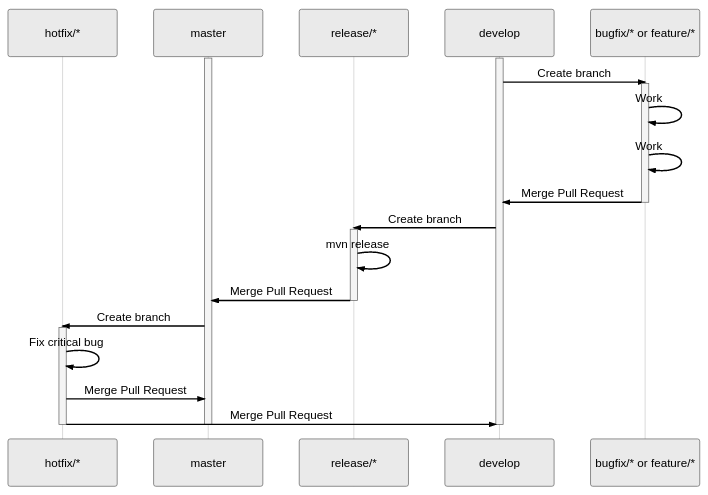 hotfix/*
master
release/*
develop
bugfix/* or feature/*
Create branch
Work
Work
Merge Pull Request
Create branch
mvn release
Merge Pull Request
Create branch
Fix critical bug
Merge Pull Request
Merge Pull Request
hotfix/*
master
release/*
develop
bugfix/* or feature/*